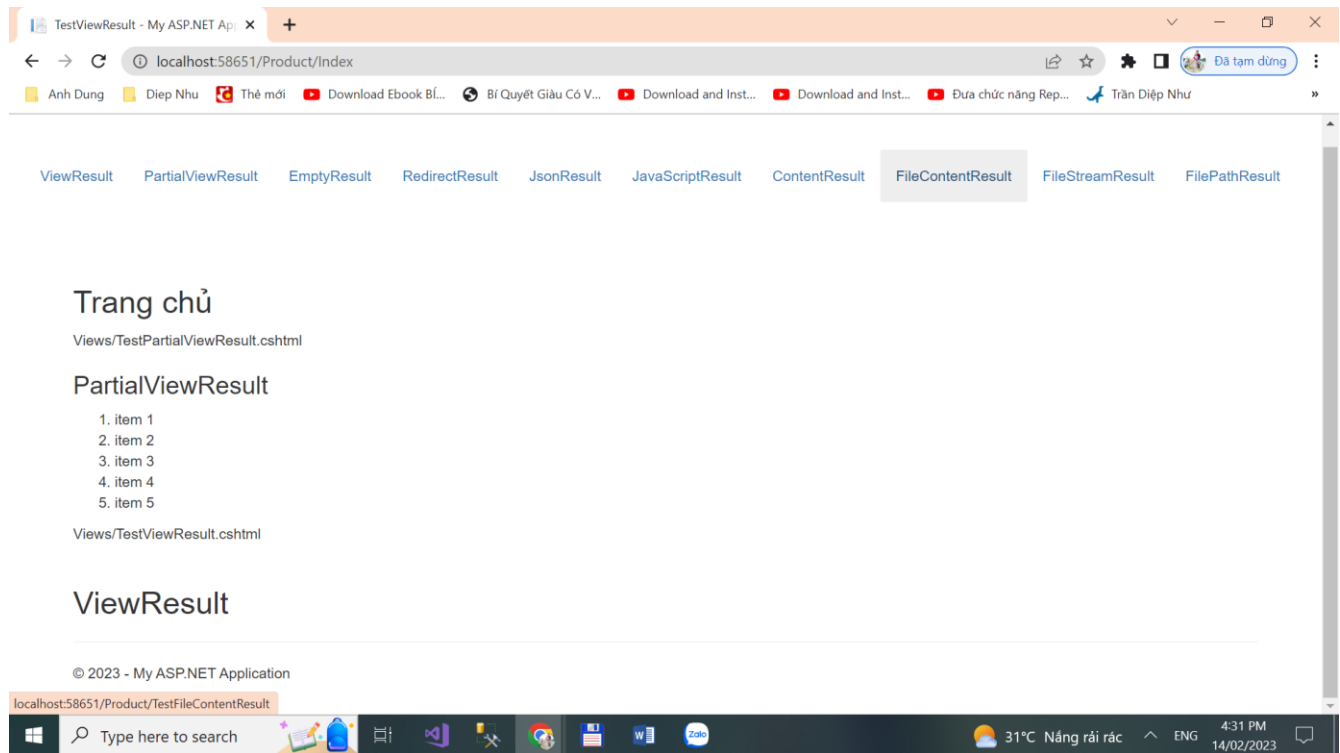 TestViewResult - My ASP.NET Ap
localhost:58651/Product/Index
Đã tạm dừng
Anh Dung Diep Nhu Thẻ mới Download Ebook BÍ... Bí Quyết Giàu Có V... Download and Inst... Download and Inst... Đưa chức năng Rep... Trần Diệp Như »
ViewResult PartialViewResult EmptyResult RedirectResult JsonResult JavaScriptResult ContentResult FileContentResult FileStreamResult FilePathResult
Trang chủ
Views/TestPartialViewResult.cshtml
PartialViewResult
1. item 1
2. item 2
3. item 3
4. item 4
5. item 5
Views/TestViewResult.cshtml
ViewResult
© 2023 - My ASP.NET Application
localhost:58651/Product/TestFileContentResult
Type here to search
Zalo
31°C Nắng rải rác
ENG
4:31 PM
14/02/2023